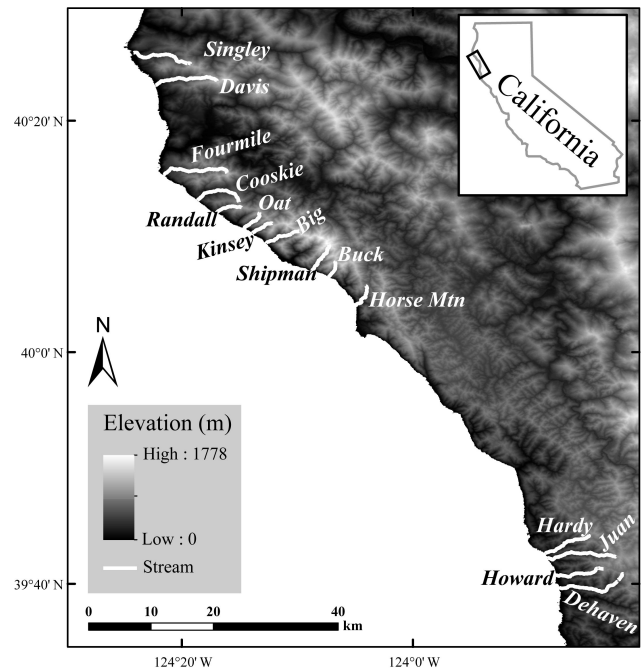 Singley
California
Davis
40°20' N
Fourmile
Cooskie
Oat
Randall
Big
Kinsey
Buck
Shipman
Horse Mtn
N
40°0' N
Elevation (m)
High : 1778
Low : 0
Stream
Hardy
Juan
Howard
39°40' N
Dehaven
0 10 20 40
km
124°20' W 124°0' W